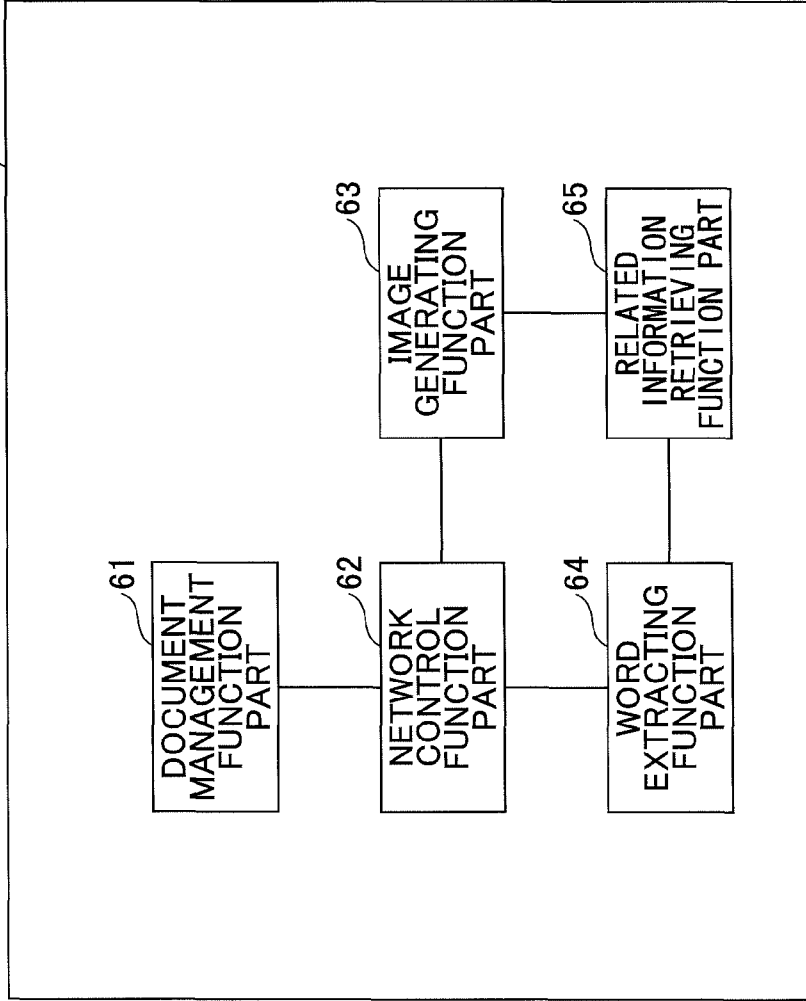 61
DOCUMENT
MANAGEMENT
FUNCTION
PART
62
NETWORK
CONTROL
FUNCTION
PART
63
IMAGE
GENERATING
FUNCTION
PART
64
WORD
EXTRACTING
FUNCTION
PART
65
RELATED
INFORMATION
RETRIEVING
FUNCTION PART